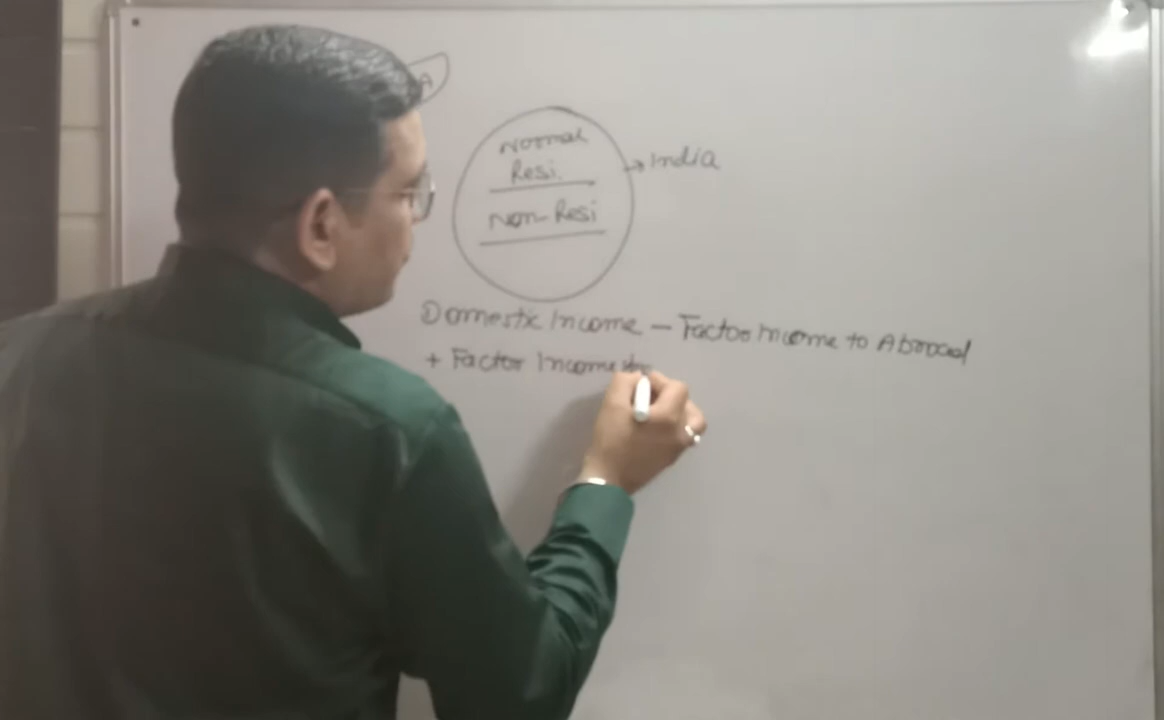 A
Normal
Resi.
Non-Resi
→ India
Domestic Income - Factor Income to Abroad
+ Factor Income